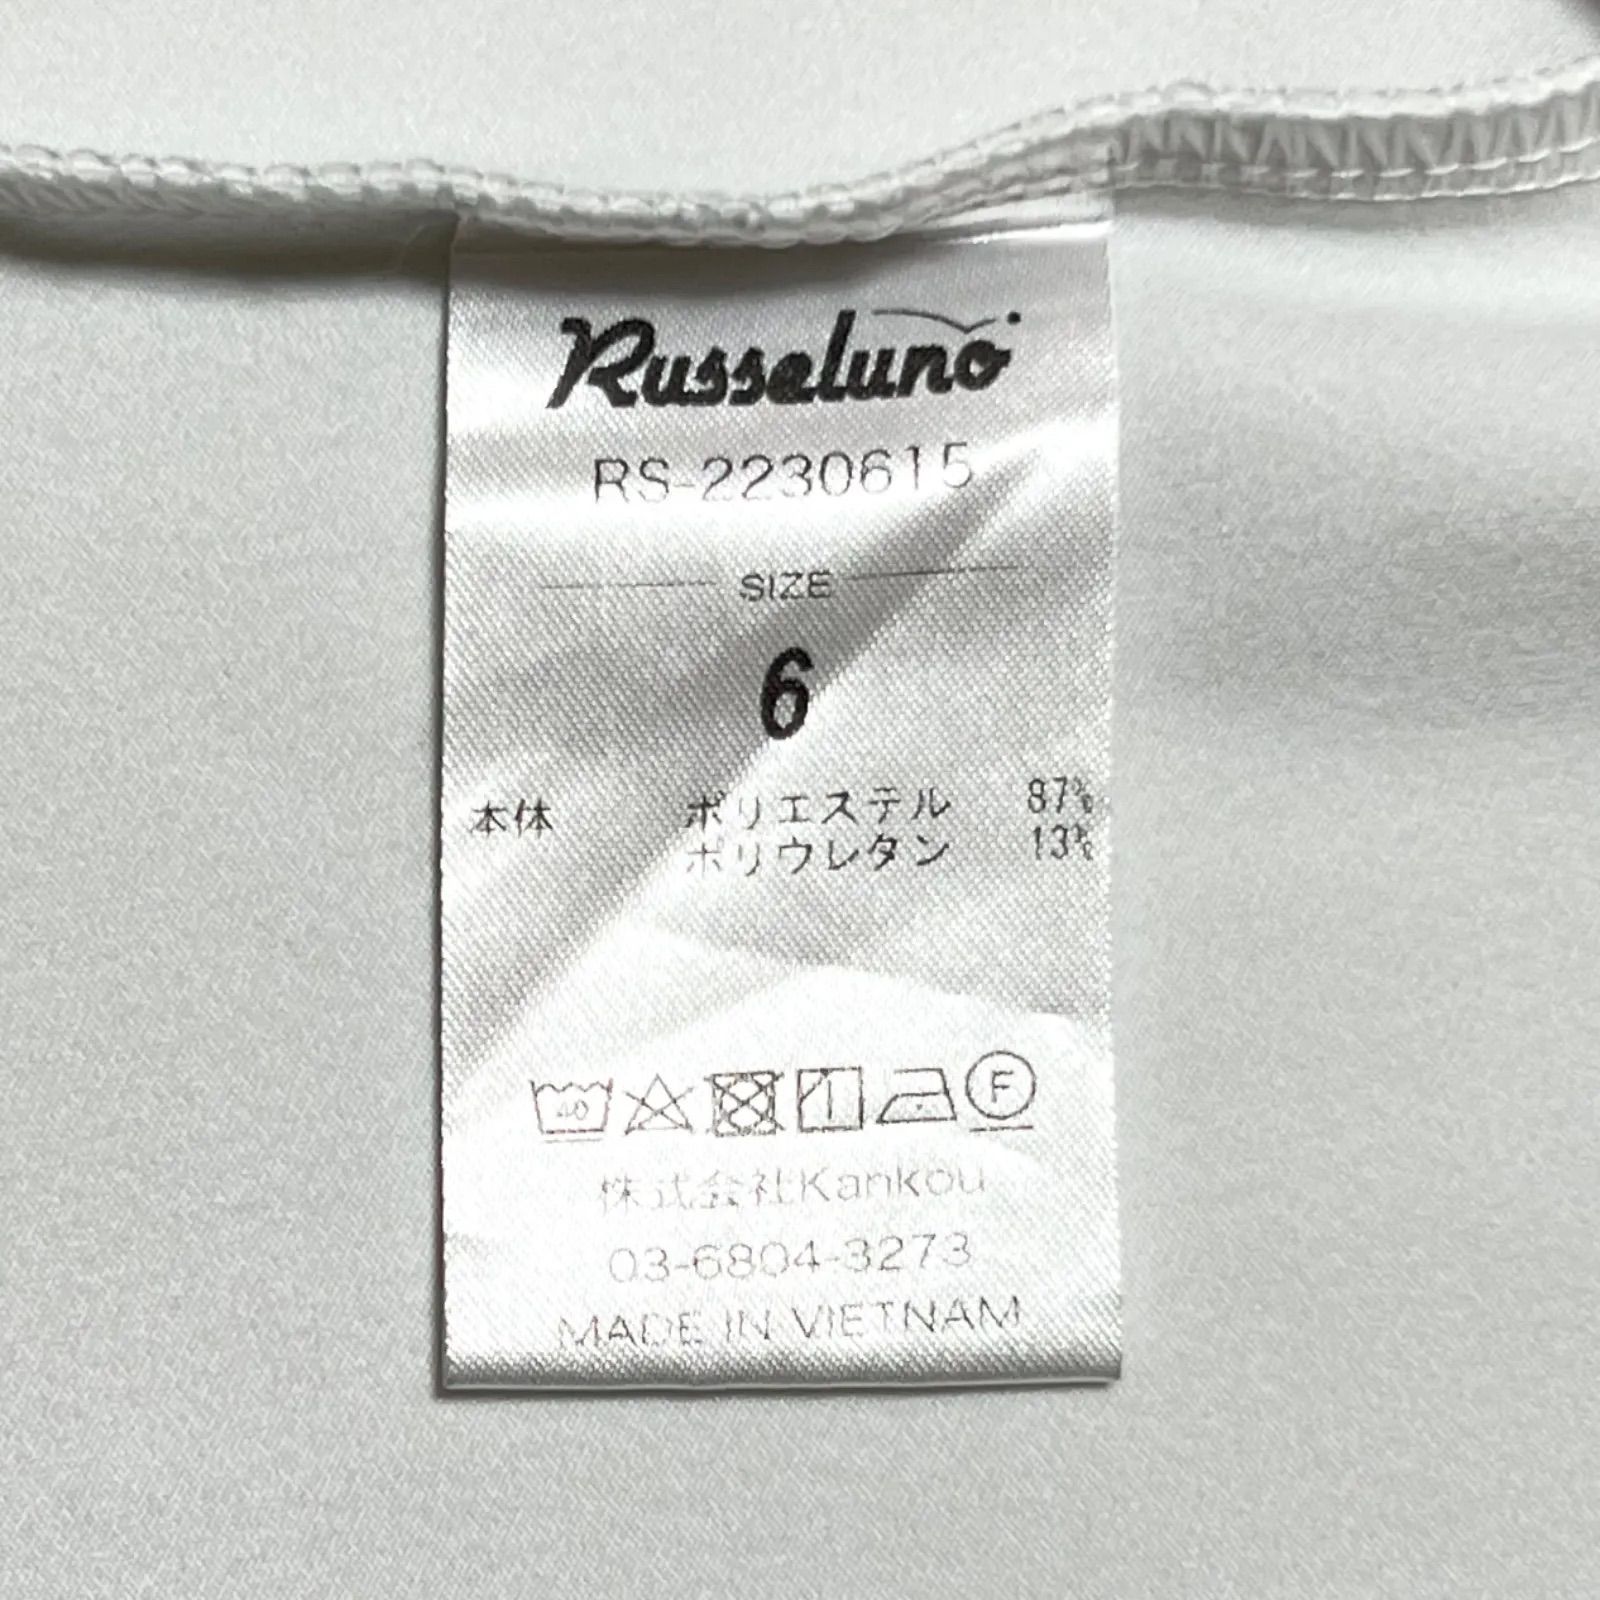 Russeluno
RS-2230615
SIZE
6
本体 ポリエステル 87%
ポリウレタン 13%
40 F
株式会社Kankou
03-6804-3273
MADE IN VIETNAM